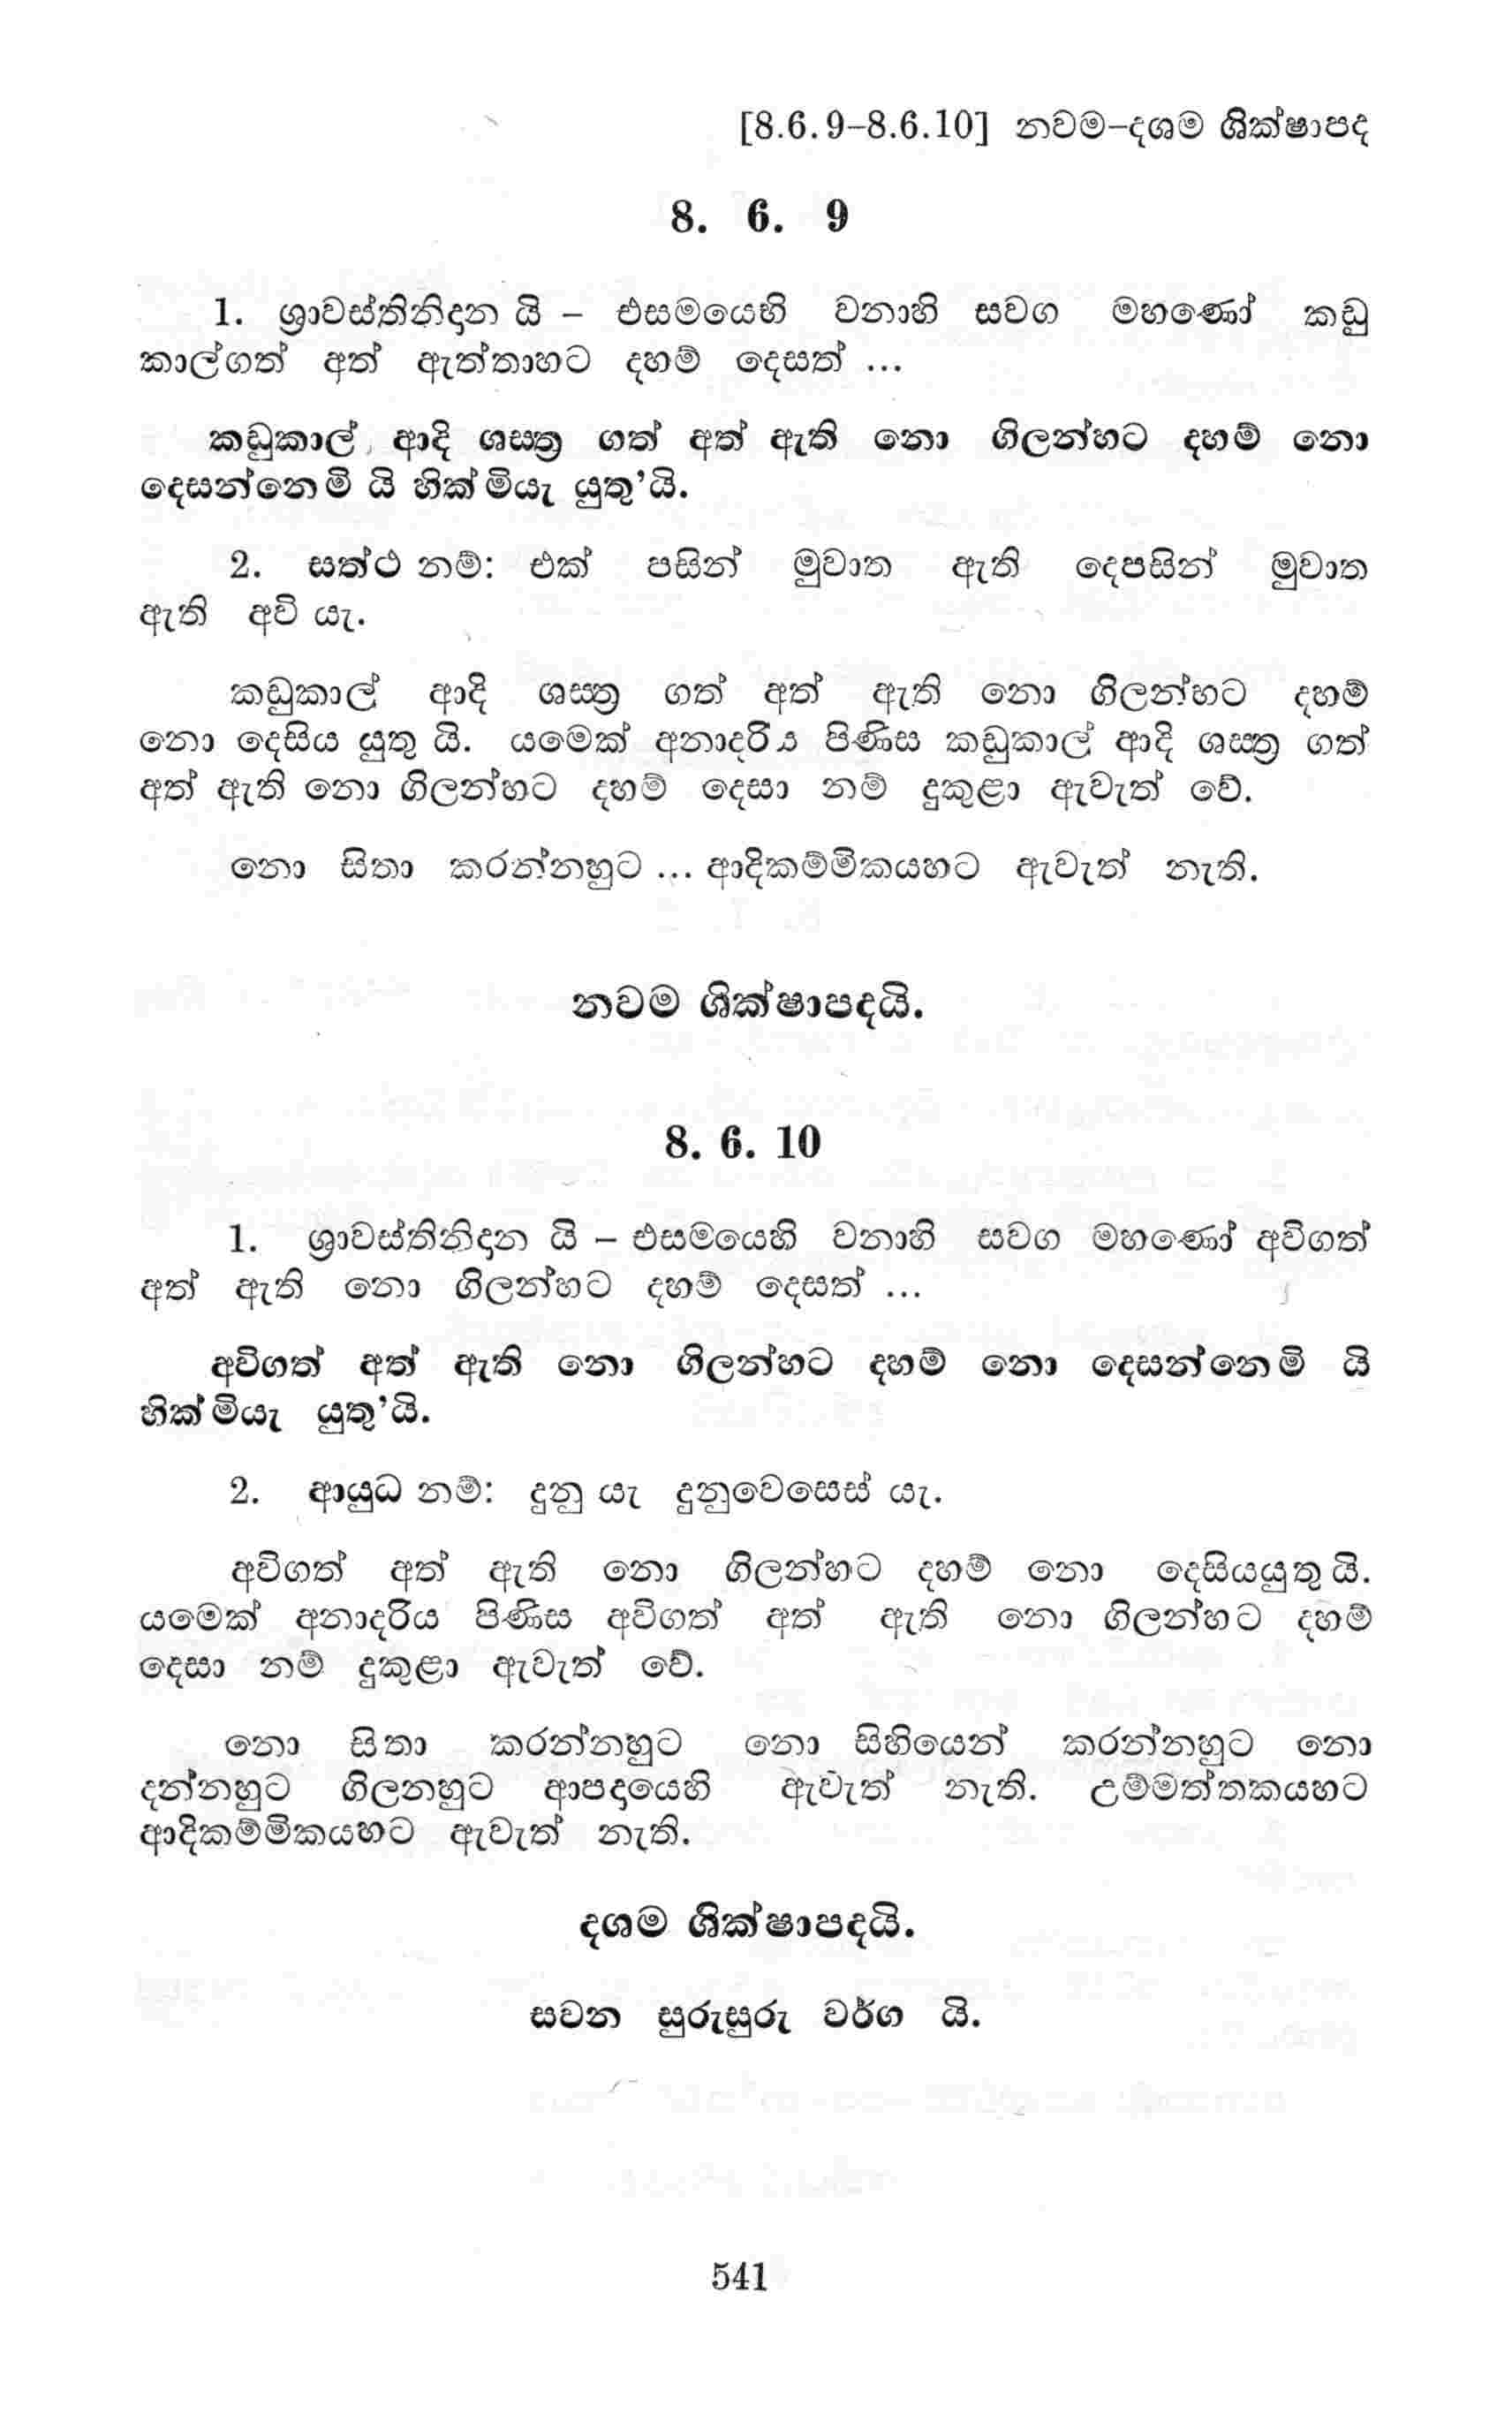 [8.6.9-8.6.10] නවම-දශම ශික්ෂාපද
8. 6. 9
1. ශ්‍රාවස්තිනිදාන යි - එසමයෙහි වනාහි සවග මහණෝ කඩු
කාල්ගත් අත් ඇත්තාහට දහම් දෙසත් ...
කඩුකාල් ආදි ශස්ත්‍ර ගත් අත් ඇති නො ගිලන්හට දහම් නො
දෙසන්නෙමි යි හික්මියැ යුතු’යි.
2. සත්ථ නම්: එක් පසින් මුවාත ඇති දෙපසින් මුවාත
ඇති අවි යැ.
කඩුකාල් ආදි ශස්ත්‍ර ගත් අත් ඇති නො ගිලන්හට දහම්
නො දෙසිය යුතු යි. යමෙක් අනාදර්‍ය්‍ය පිණිස කඩුකාල් ආදි ශස්ත්‍ර ගත්
අත් ඇති නො ගිලන්හට දහම් දෙසා නම් දුකුළා ඇවැත් වේ.
නො සිතා කරන්නහුට ... ආදිකම්මිකයහට ඇවැත් නැති.
නවම ශික්ෂාපදයි.
8. 6. 10
1. ශ්‍රාවස්තිනිදාන යි - එසමයෙහි වනාහි සවග මහණෝ අවිගත්
අත් ඇති නො ගිලන්හට දහම් දෙසත් ...
අවිගත් අත් ඇති නො ගිලන්හට දහම් නො දෙසන්නෙමි යි
හික්මියැ යුතු’යි.
2. ආයුධ නම්: දුනු යැ දුනුවෙසෙස් යැ.
අවිගත් අත් ඇති නො ගිලන්හට දහම් නො දෙසියයුතු යි.
යමෙක් අනාදරිය පිණිස අවිගත් අත් ඇති නො ගිලන්හට දහම්
දෙසා නම් දුකුළා ඇවැත් වේ.
නො සිතා කරන්නහුට නො සිහියෙන් කරන්නහුට නො
දන්නහුට ගිලනහුට ආපදායෙහි ඇවැත් නැති. උම්මත්තකයහට
ආදිකම්මිකයහට ඇවැත් නැති.
දශම ශික්ෂාපදයි.
සවන සුරුසුරු වර්ග යි.
541